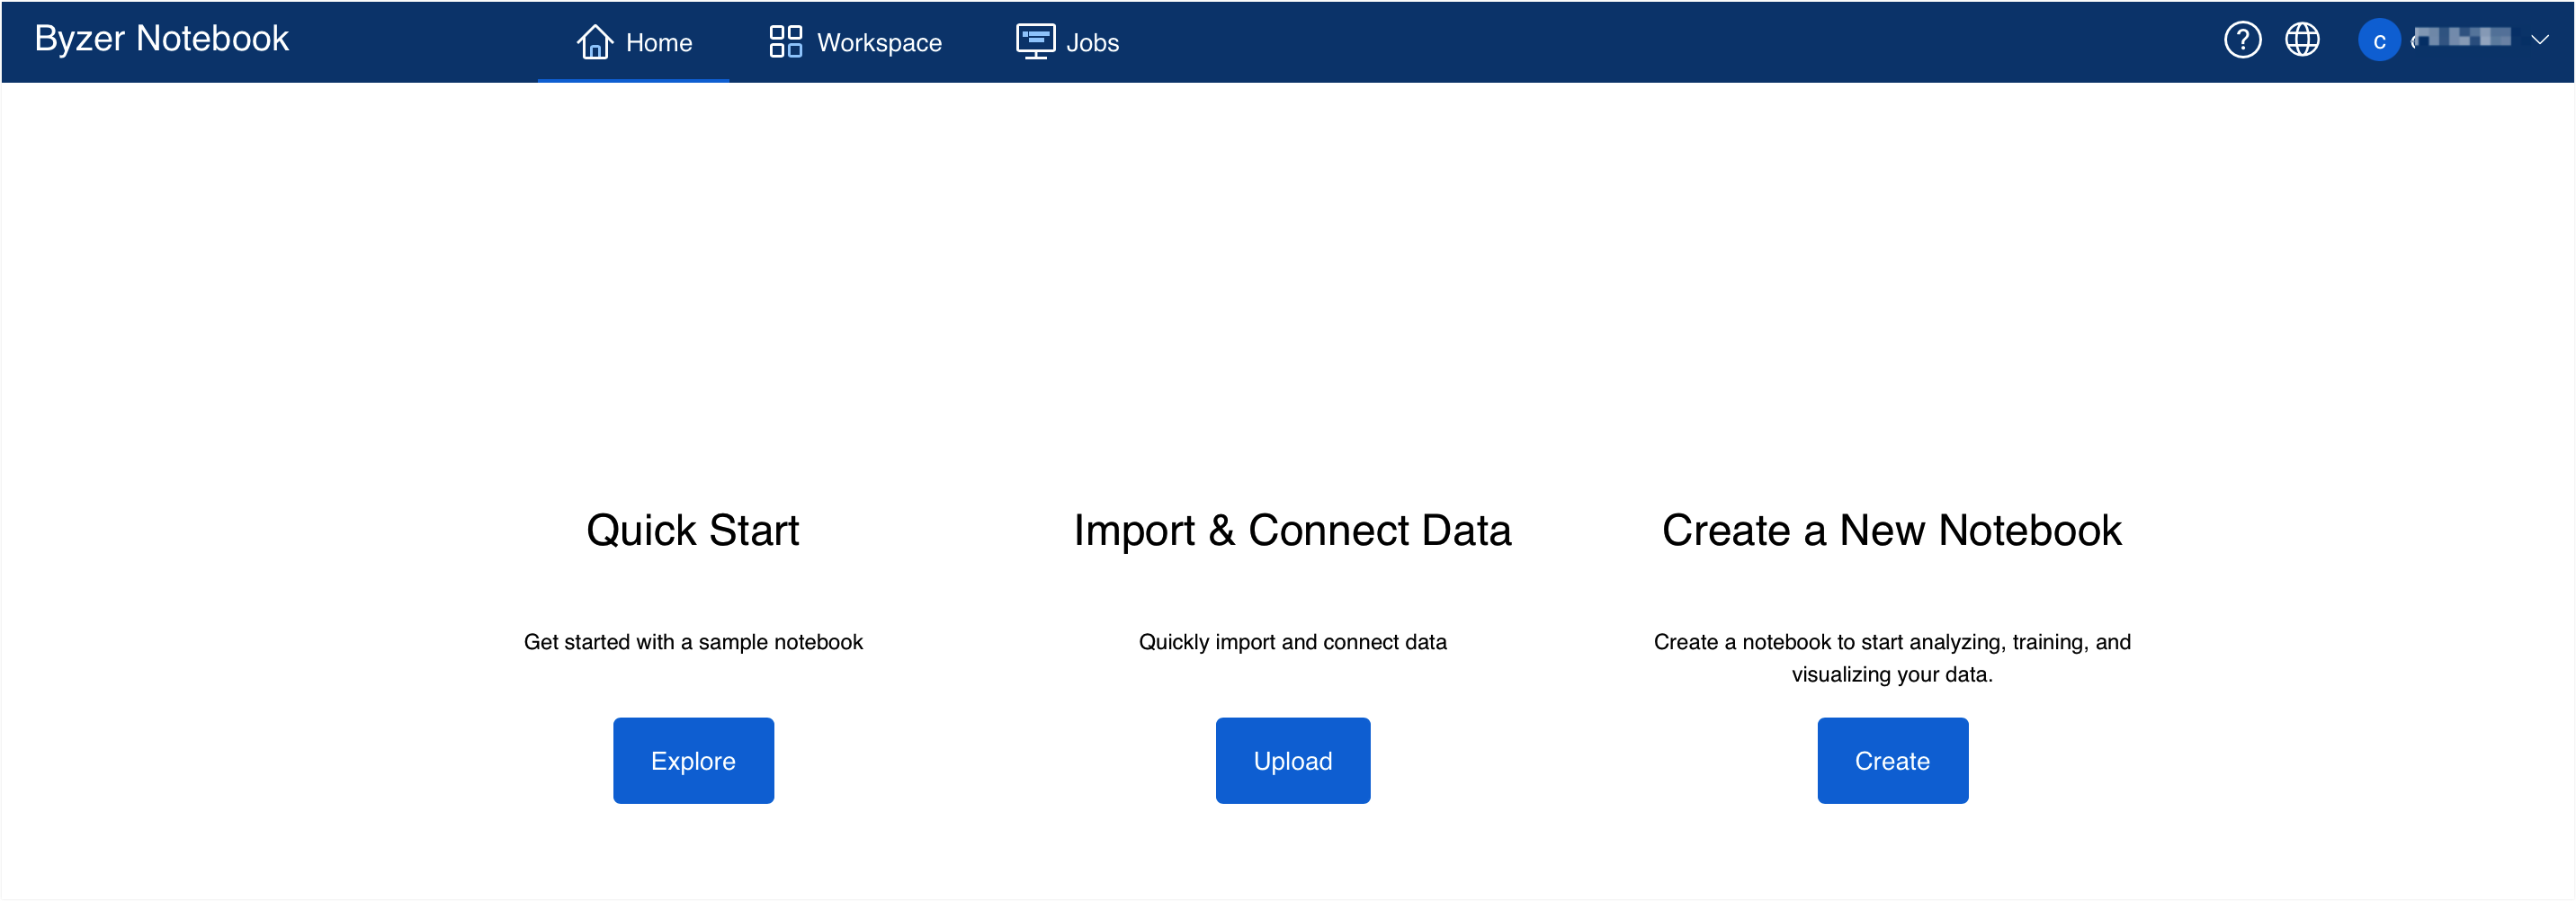 Byzer Notebook
Home
Workspace
Jobs
?
c
Quick Start
Import & Connect Data
Create a New Notebook
Get started with a sample notebook
Quickly import and connect data
Create a notebook to start analyzing, training, and
visualizing your data.
Explore
Upload
Create